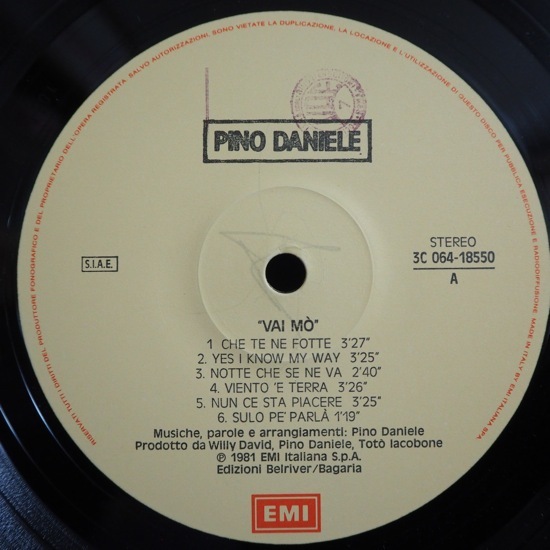 RISERVATI TUTTI I DIRITTI DEL PRODUTTORE FONOGRAFICO E DEL PROPRIETARIO DELL'OPERA REGISTRATA. SALVO AUTORIZZAZIONI, SONO VIETATE LA DUPLICAZIONE, LA LOCAZIONE E L'UTILIZZAZIONE DI QUESTO DISCO PER PUBBLICA ESECUZIONE E RADIODIFFUSIONE. MADE IN ITALY BY EMI ITALIANA SPA
PINO DANIELE
STEREO
3C 064-18550
A
S.I.A.E.
"VAI MÒ"
1 CHE TE NE FOTTE 3'27"
2. YES I KNOW MY WAY 3'25"
3. NOTTE CHE SE NE VA 2'40"
4. VIENTO 'E TERRA 3'26"
5. NUN CE STA PIACERE 3'25"
6. SULO PE' PARLÀ 1'19"
Musiche, parole e arrangiamenti: Pino Daniele
Prodotto da Willy David, Pino Daniele, Totò Iacobone
℗ 1981 EMI Italiana S.p.A.
Edizioni Belriver/Bagaria
EMI